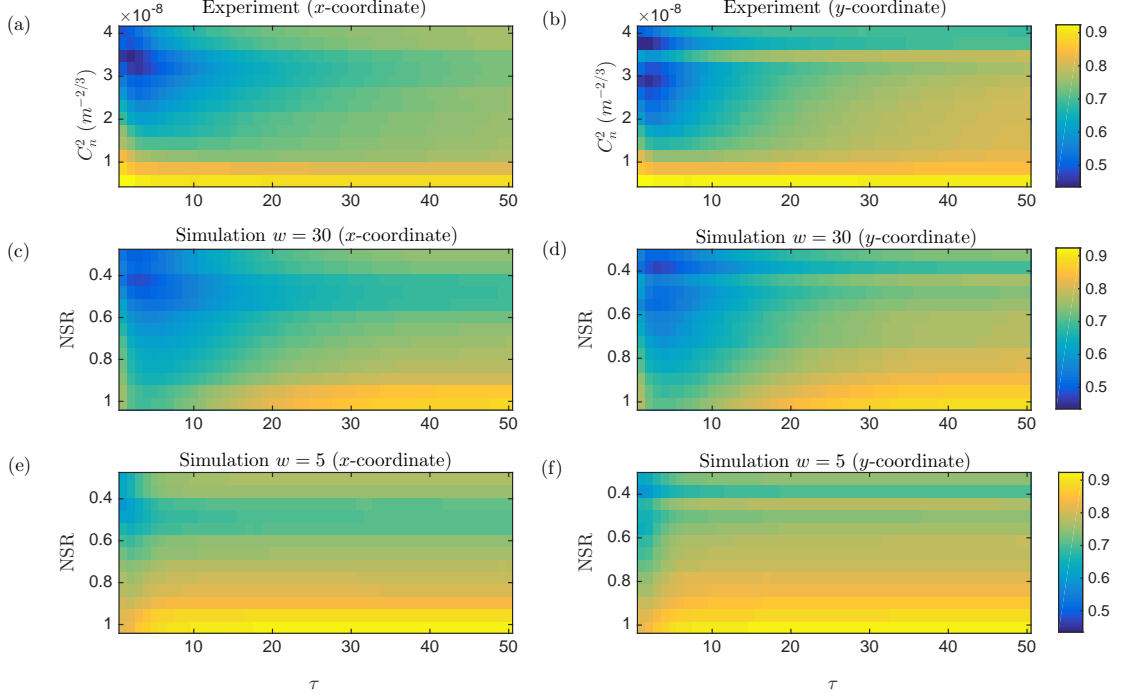 Experiment (x-coordinate)
Experiment (y-coordinate)
(a)
(b)
×10⁻⁸
×10⁻⁸
4
3
2
1
C_n^2 (m^{-2/3})
10 20 30 40 50
4
3
2
1
C_n^2 (m^{-2/3})
10 20 30 40 50
0.9
0.8
0.7
0.6
0.5
(c)
Simulation w = 30 (x-coordinate)
(d)
Simulation w = 30 (y-coordinate)
0.4
0.6
0.8
1
NSR
10 20 30 40 50
0.4
0.6
0.8
1
NSR
10 20 30 40 50
0.9
0.8
0.7
0.6
0.5
(e)
Simulation w = 5 (x-coordinate)
(f)
Simulation w = 5 (y-coordinate)
0.4
0.6
0.8
1
NSR
10 20 30 40 50
0.4
0.6
0.8
1
NSR
10 20 30 40 50
0.9
0.8
0.7
0.6
0.5
τ
τ